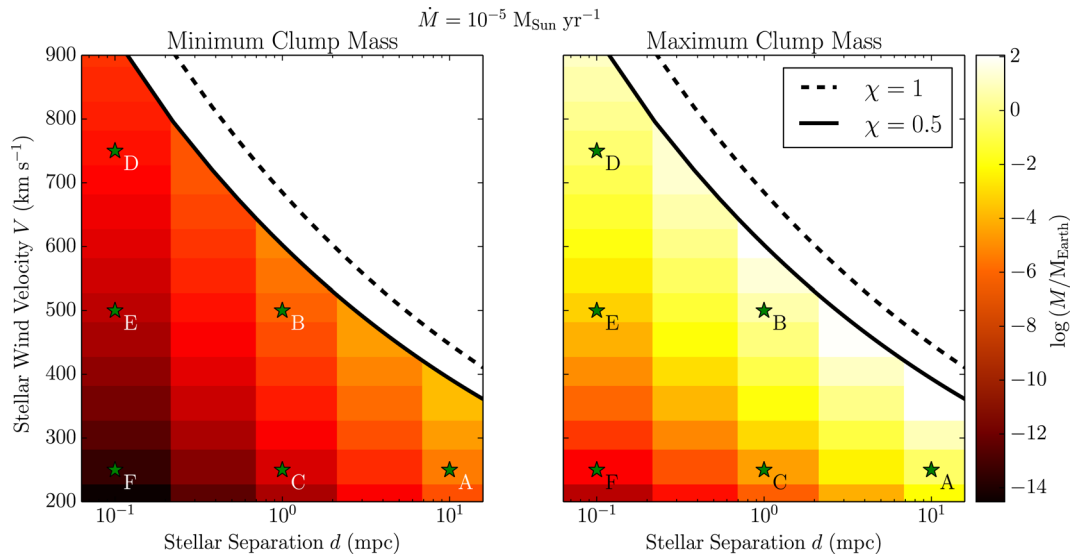 Ṁ = 10⁻⁵ M_Sun yr⁻¹
Minimum Clump Mass
Maximum Clump Mass
Stellar Wind Velocity V (km s⁻¹)
900
800
700
600
500
400
300
200
D
E
B
F
C
A
10⁻¹
10⁰
10¹
Stellar Separation d (mpc)
χ = 1
χ = 0.5
D
E
B
F
C
A
10⁻¹
10⁰
10¹
Stellar Separation d (mpc)
2
0
−2
−4
−6
−8
−10
−12
−14
log (M/M_Earth)